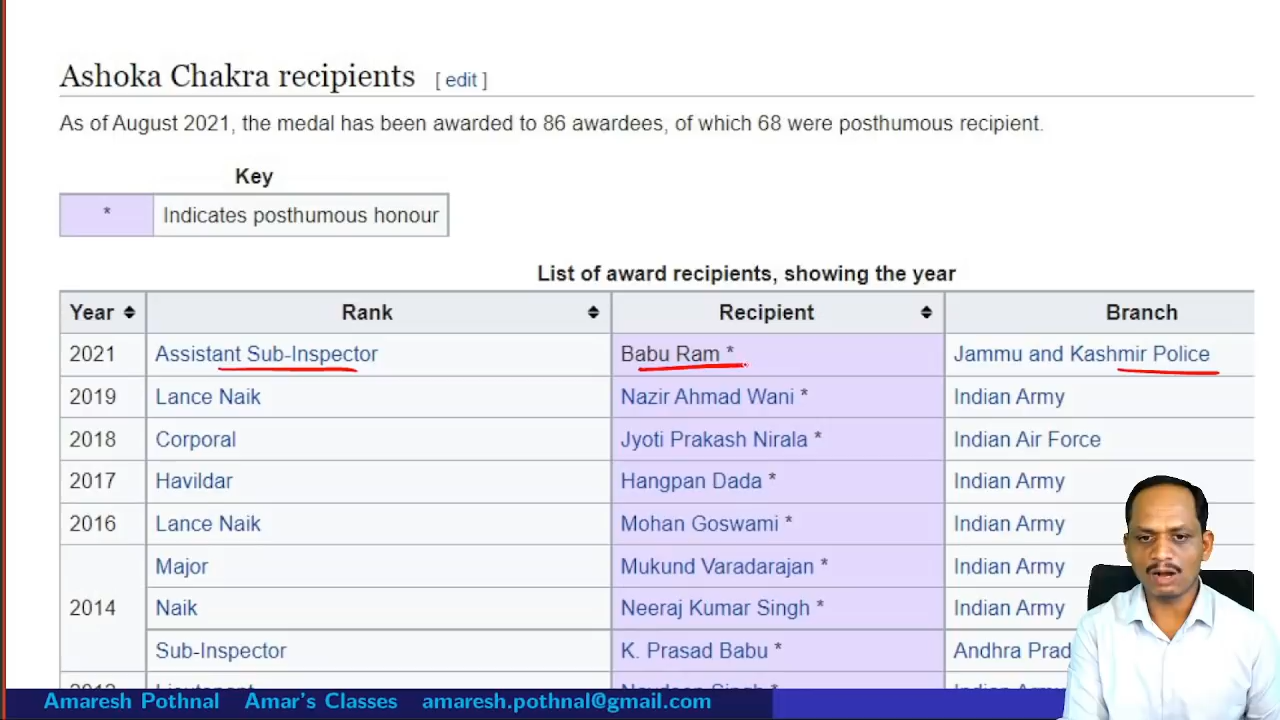 Ashoka Chakra recipients [ edit ]
As of August 2021, the medal has been awarded to 86 awardees, of which 68 were posthumous recipient.
Key
* Indicates posthumous honour
List of award recipients, showing the year
Year Rank Recipient Branch
2021 Assistant Sub-Inspector Babu Ram * Jammu and Kashmir Police
2019 Lance Naik Nazir Ahmad Wani * Indian Army
2018 Corporal Jyoti Prakash Nirala * Indian Air Force
2017 Havildar Hangpan Dada * Indian Army
2016 Lance Naik Mohan Goswami * Indian Army
2014 Major Mukund Varadarajan * Indian Army
Naik Neeraj Kumar Singh * Indian Army
Sub-Inspector K. Prasad Babu * Andhra Prad
Amaresh Pothnal Amar's Classes amaresh.pothnal@gmail.com